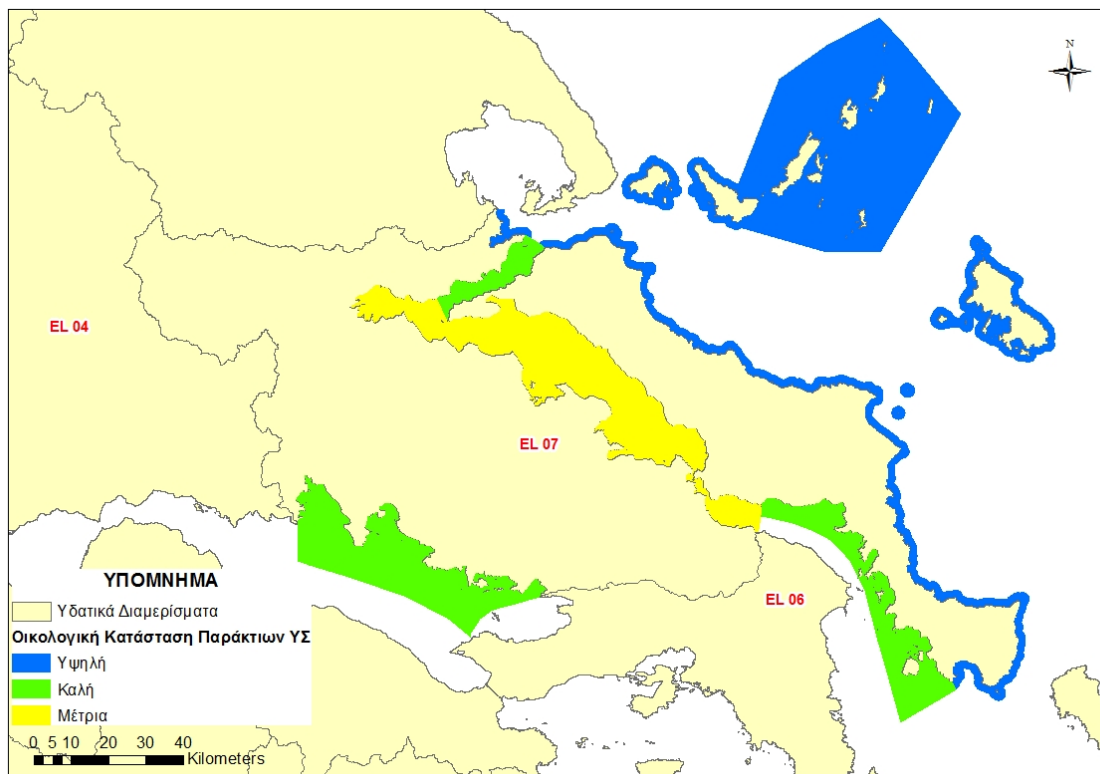 N
EL 04
EL 07
EL 06
ΥΠΟΜΝΗΜΑ
Υδατικά Διαμερίσματα
Οικολογική Κατάσταση Παράκτιων ΥΣ
Υψηλή
Καλή
Μέτρια
0 5 10 20 30 40
Kilometers